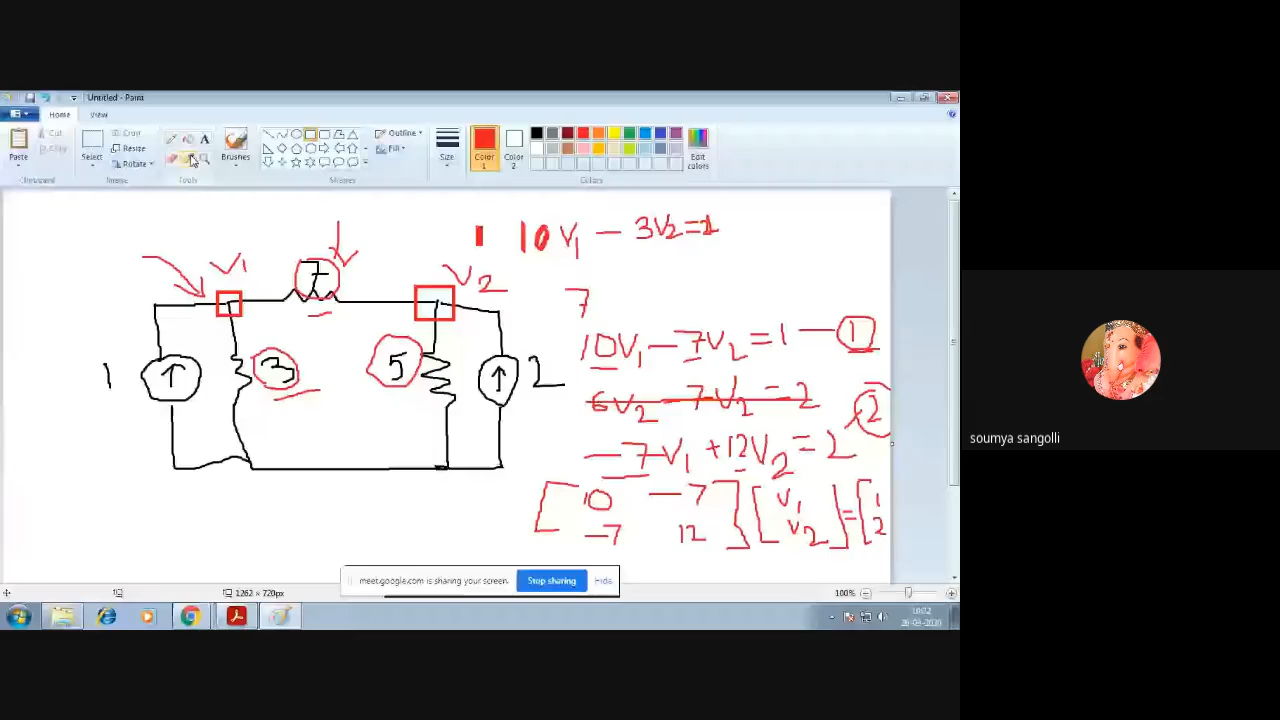 Untitled - Paint
Home View
Paste
Cut
Select
Crop
Resize
Rotate
Brushes
Outline
Fill
Size
Color 1
Color 2
Edit colors
Image
Tools
Shapes
Colors
10V1 - 3V2 =
V1
7
V2
7
10V1 - 7V2 = 1 — 1
1
3
5
2
6V2 - 7V2 = 2
2
-7V1 + 12V2 = 2
[10 -7] [V1] = [1
-7 12 V2 2
soumya sangolli
meet.google.com is sharing your screen.
Stop sharing
Hide
1262 × 720px
100%